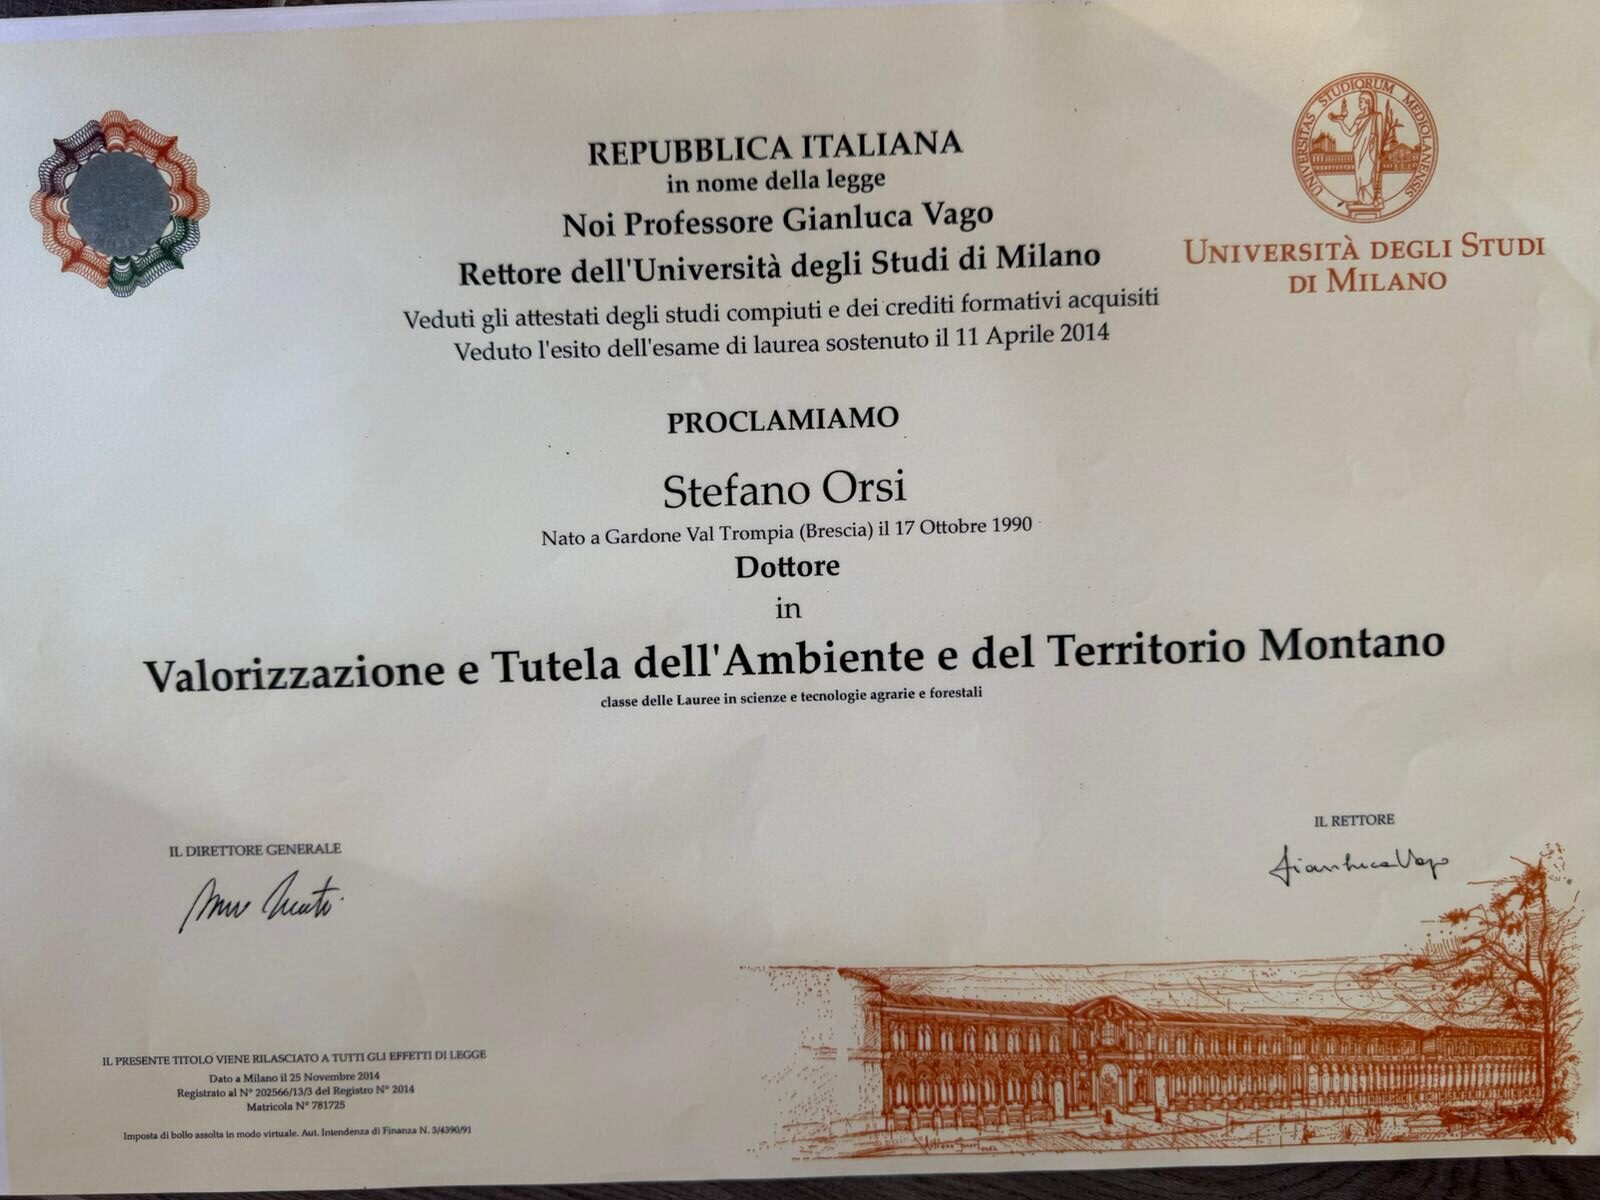 REPUBBLICA ITALIANA
in nome della legge
Noi Professore Gianluca Vago
Rettore dell'Università degli Studi di Milano
Veduti gli attestati degli studi compiuti e dei crediti formativi acquisiti
Veduto l'esito dell'esame di laurea sostenuto il 11 Aprile 2014
UNIVERSITAS STUDIORUM MEDIOLANENSIS
UNIVERSITÀ DEGLI STUDI
DI MILANO
PROCLAMIAMO
Stefano Orsi
Nato a Gardone Val Trompia (Brescia) il 17 Ottobre 1990
Dottore
in
Valorizzazione e Tutela dell'Ambiente e del Territorio Montano
classe delle Lauree in scienze e tecnologie agrarie e forestali
IL DIRETTORE GENERALE
IL RETTORE
Gianluca Vago
IL PRESENTE TITOLO VIENE RILASCIATO A TUTTI GLI EFFETTI DI LEGGE
Dato a Milano il 25 Novembre 2014
Registrato al N° 202566/13/3 del Registro N° 2014
Matricola N° 781725
Imposta di bollo assolta in modo virtuale. Aut. Intendenza di Finanza N. 3/4390/91